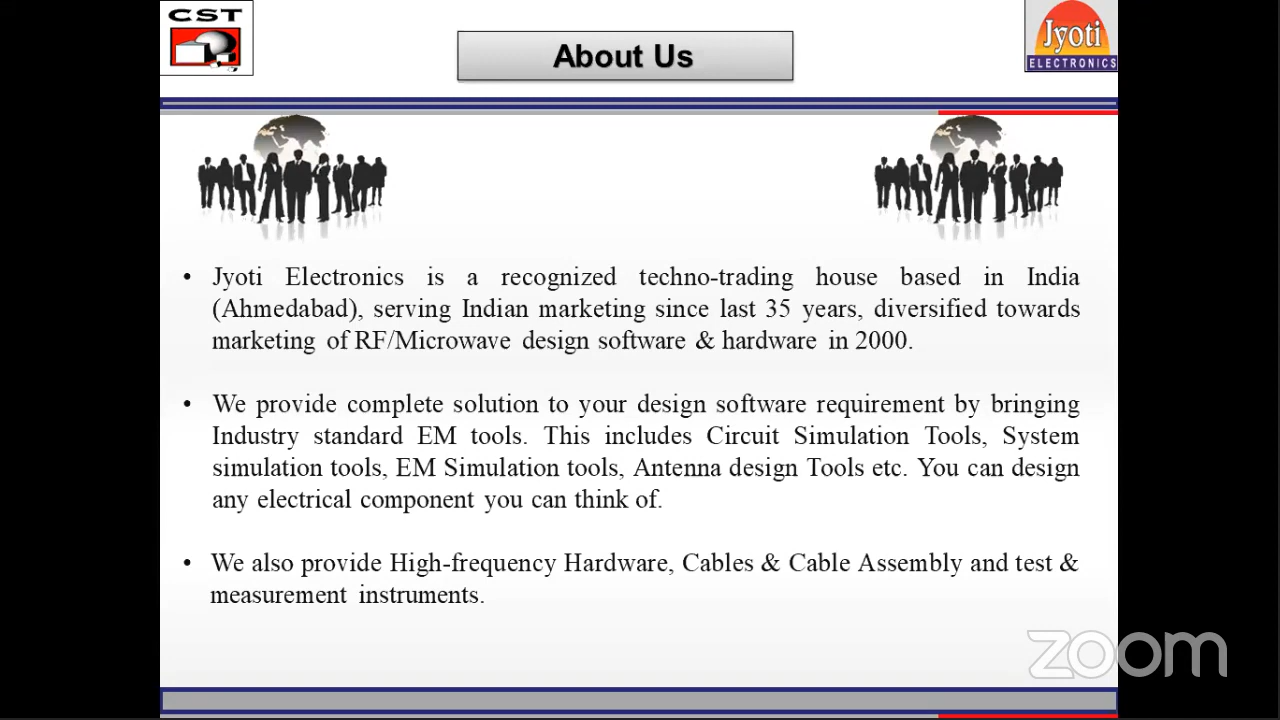 CST
About Us
Jyoti
ELECTRONICS
• Jyoti Electronics is a recognized techno-trading house based in India
(Ahmedabad), serving Indian marketing since last 35 years, diversified towards
marketing of RF/Microwave design software & hardware in 2000.
• We provide complete solution to your design software requirement by bringing
Industry standard EM tools. This includes Circuit Simulation Tools, System
simulation tools, EM Simulation tools, Antenna design Tools etc. You can design
any electrical component you can think of.
• We also provide High-frequency Hardware, Cables & Cable Assembly and test &
measurement instruments.
zoom